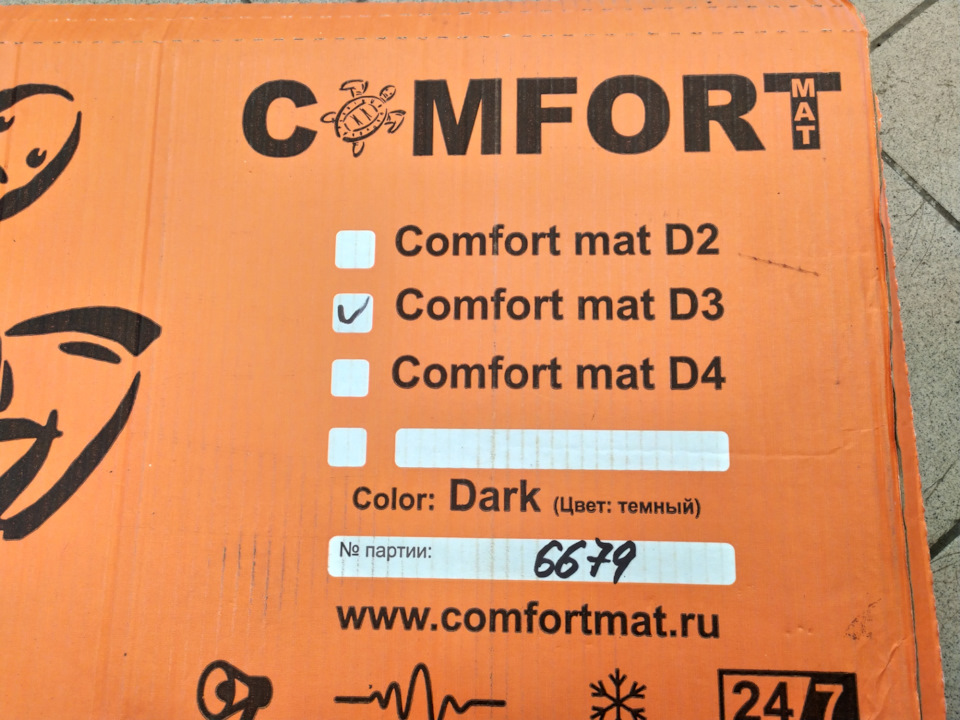 COMFORT MAT
Comfort mat D2
Comfort mat D3
Comfort mat D4
Color: Dark (Цвет: темный)
№ партии: 6679
www.comfortmat.ru
24/7